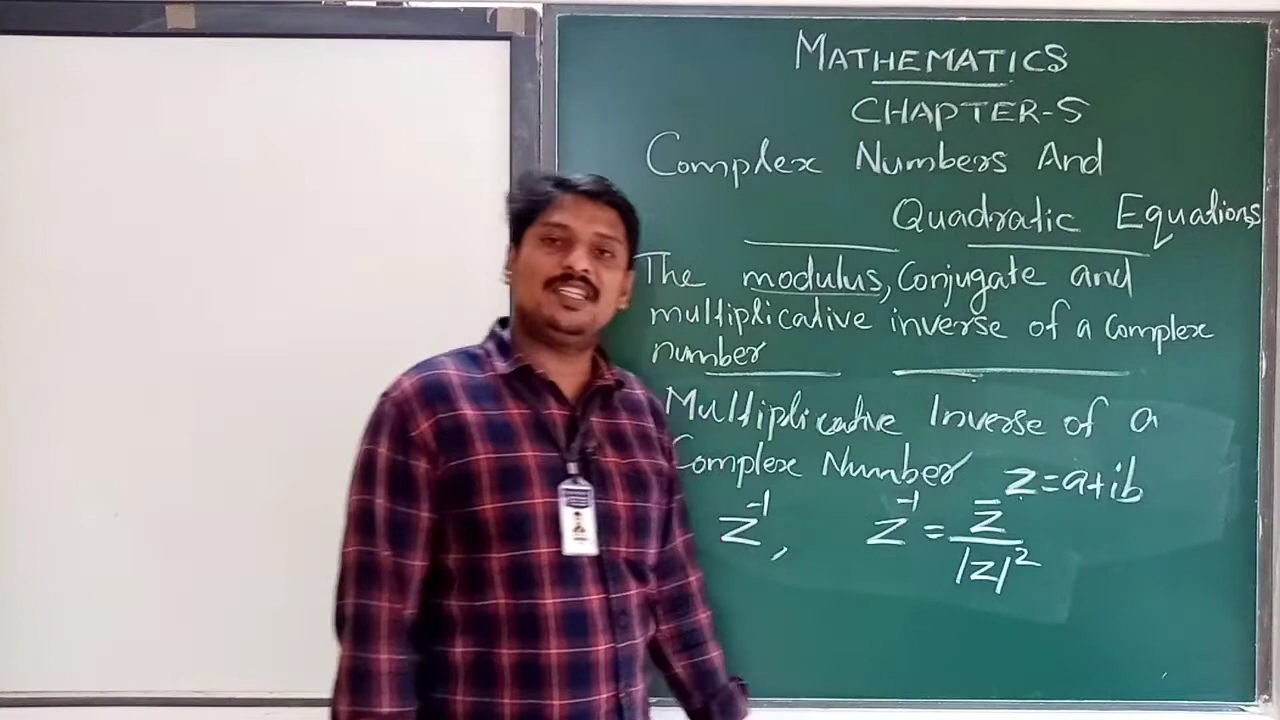 MATHEMATICS
CHAPTER-5
Complex Numbers And
Quadratic Equations
The modulus, Conjugate and
multiplicative inverse of a complex
number
Multiplicative Inverse of a
Complex Number z=a+ib
z⁻¹, z⁻¹ = z̅/|z|²